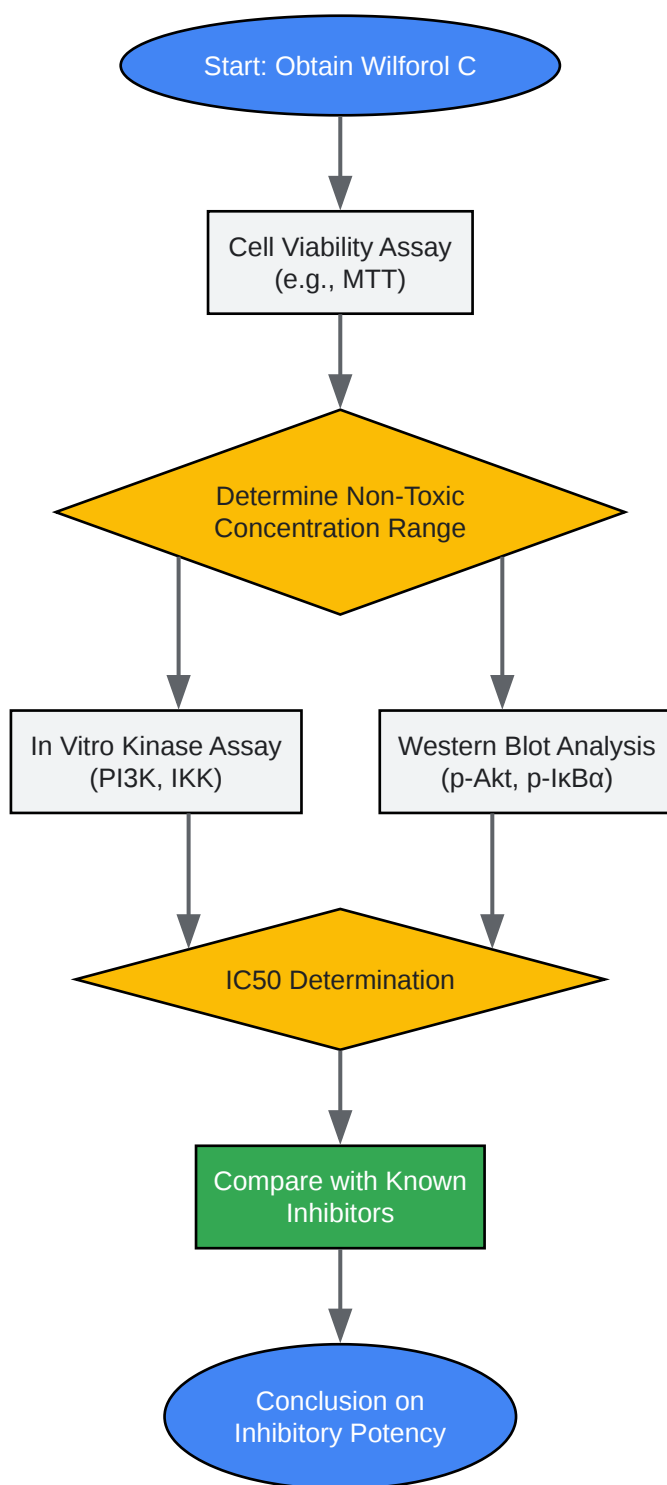 Start: Obtain Wilforol C
Cell Viability Assay
(e.g., MTT)
Determine Non-Toxic
Concentration Range
In Vitro Kinase Assay
(PI3K, IKK)
Western Blot Analysis
(p-Akt, p-IκBα)
IC50 Determination
Compare with Known
Inhibitors
Conclusion on
Inhibitory Potency